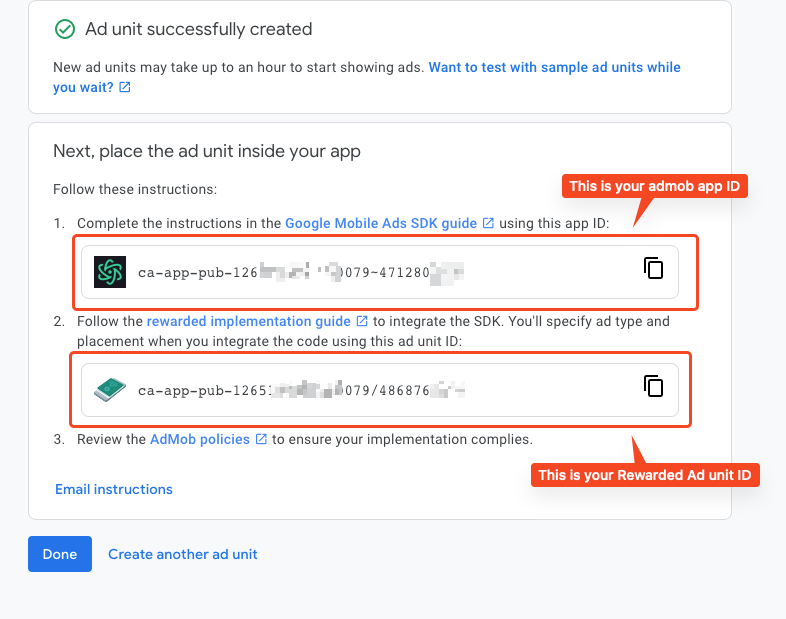 Ad unit successfully created
New ad units may take up to an hour to start showing ads. Want to test with sample ad units while
you wait?
Next, place the ad unit inside your app
This is your admob app ID
Follow these instructions:
1. Complete the instructions in the Google Mobile Ads SDK guide using this app ID:
ca-app-pub-126 079~471280
2. Follow the rewarded implementation guide to integrate the SDK. You'll specify ad type and
placement when you integrate the code using this ad unit ID:
ca-app-pub-1265 079/486876
3. Review the AdMob policies to ensure your implementation complies.
This is your Rewarded Ad unit ID
Email instructions
Done Create another ad unit